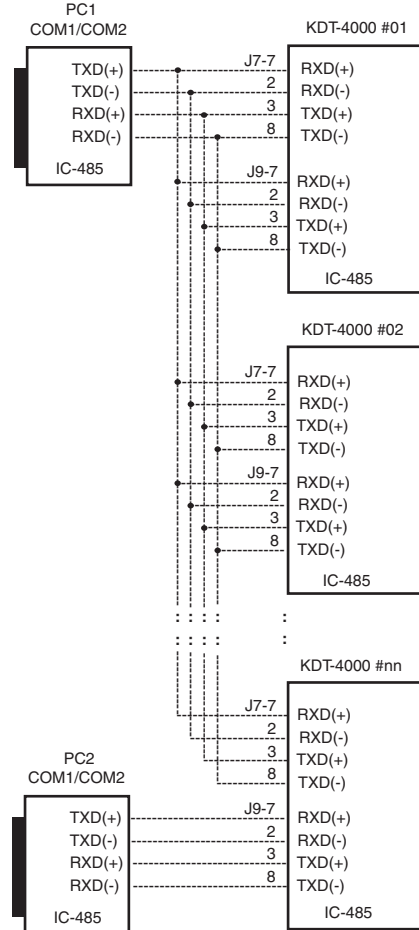 PC1
COM1/COM2
TXD(+)
TXD(-)
RXD(+)
RXD(-)
IC-485
KDT-4000 #01
J7-7 RXD(+)
2 RXD(-)
3 TXD(+)
8 TXD(-)
J9-7 RXD(+)
2 RXD(-)
3 TXD(+)
8 TXD(-)
IC-485
KDT-4000 #02
J7-7 RXD(+)
2 RXD(-)
3 TXD(+)
8 TXD(-)
J9-7 RXD(+)
2 RXD(-)
3 TXD(+)
8 TXD(-)
IC-485
KDT-4000 #nn
J7-7 RXD(+)
2 RXD(-)
3 TXD(+)
8 TXD(-)
J9-7 RXD(+)
2 RXD(-)
3 TXD(+)
8 TXD(-)
IC-485
PC2
COM1/COM2
TXD(+)
TXD(-)
RXD(+)
RXD(-)
IC-485